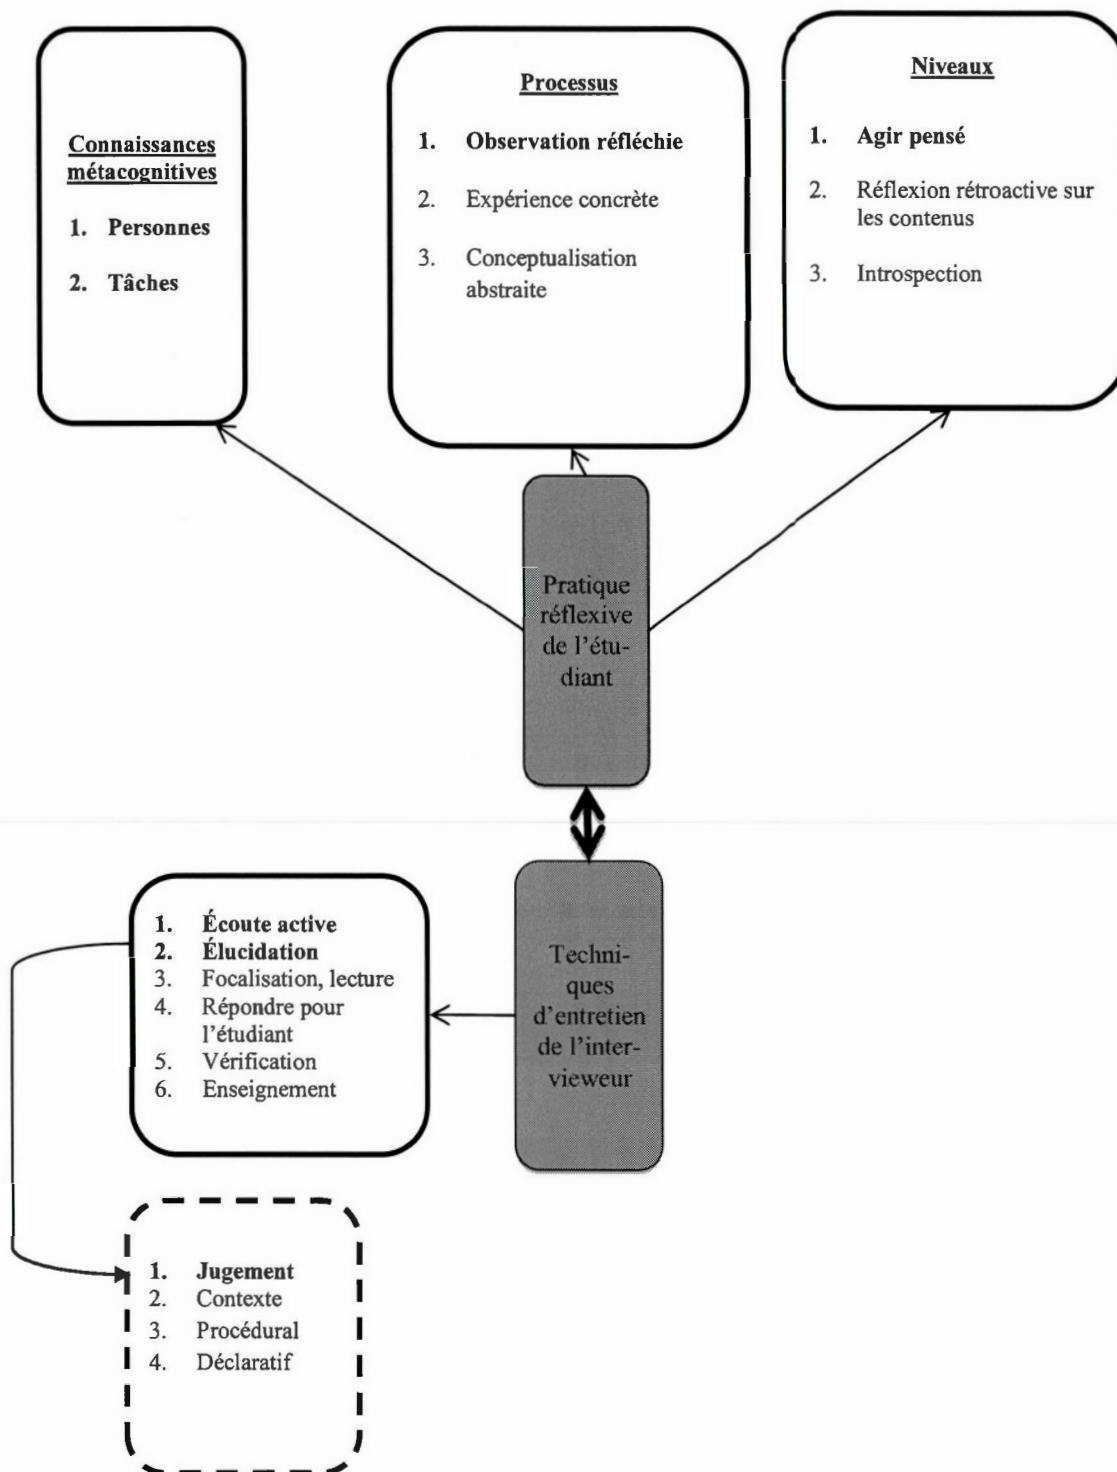 Connaissances
métacognitives
1. Personnes
2. Tâches
Processus
1. Observation réfléchie
2. Expérience concrète
3. Conceptualisation
abstraite
Niveaux
1. Agir pensé
2. Réflexion rétroactive sur
les contenus
3. Introspection
Pratique
réflexive
de l'étu-
diant
Techni-
ques
d'entretien
de l'inter-
vieweur
1. Écoute active
2. Élucidation
3. Focalisation, lecture
4. Répondre pour
l'étudiant
5. Vérification
6. Enseignement
1. Jugement
2. Contexte
3. Procédural
4. Déclaratif